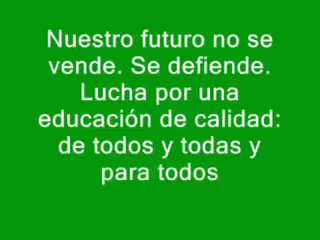 Nuestro futuro no se
vende. Se defiende.
Lucha por una
educación de calidad:
de todos y todas y
para todos